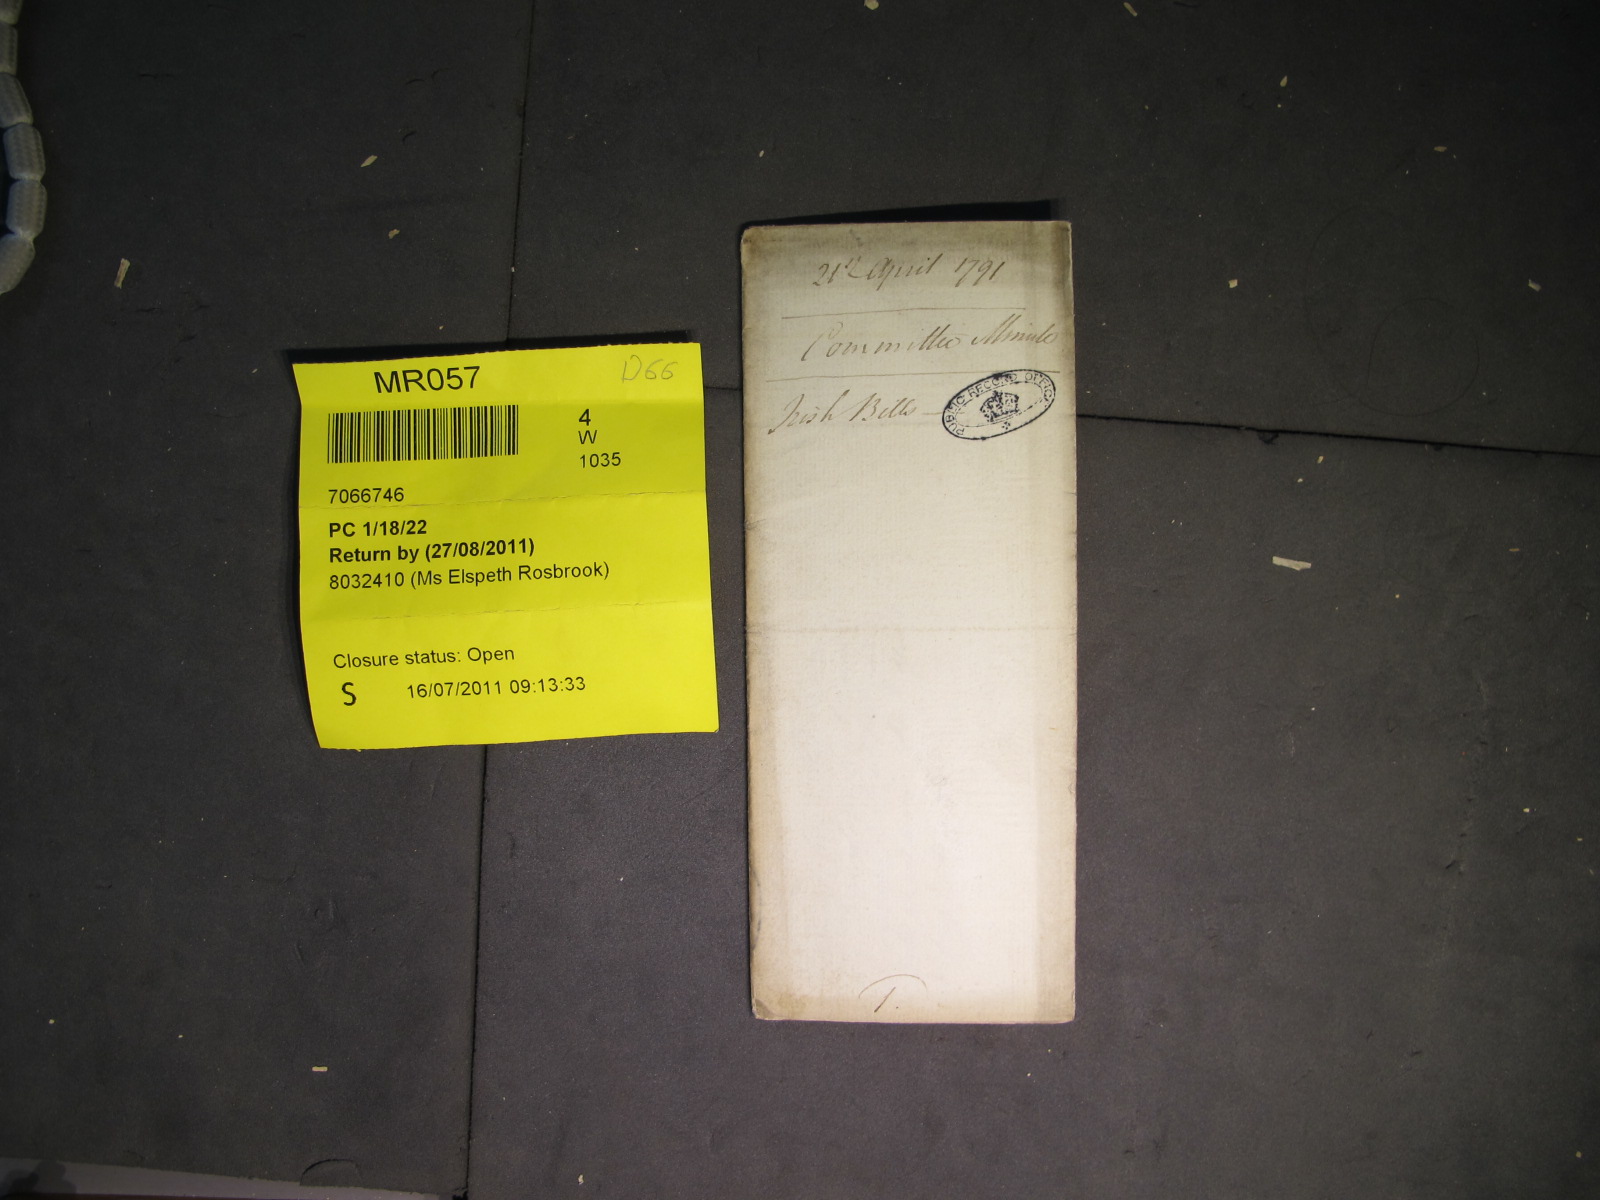 MR057
D66
4
W
1035
7066746
PC 1/18/22
Return by (27/08/2011)
8032410 (Ms Elspeth Rosbrook)
Closure status: Open
S 16/07/2011 09:13:33
21st April 1791
Committee Minute
Irish Bills
PUBLIC RECORD OFFICE
1.